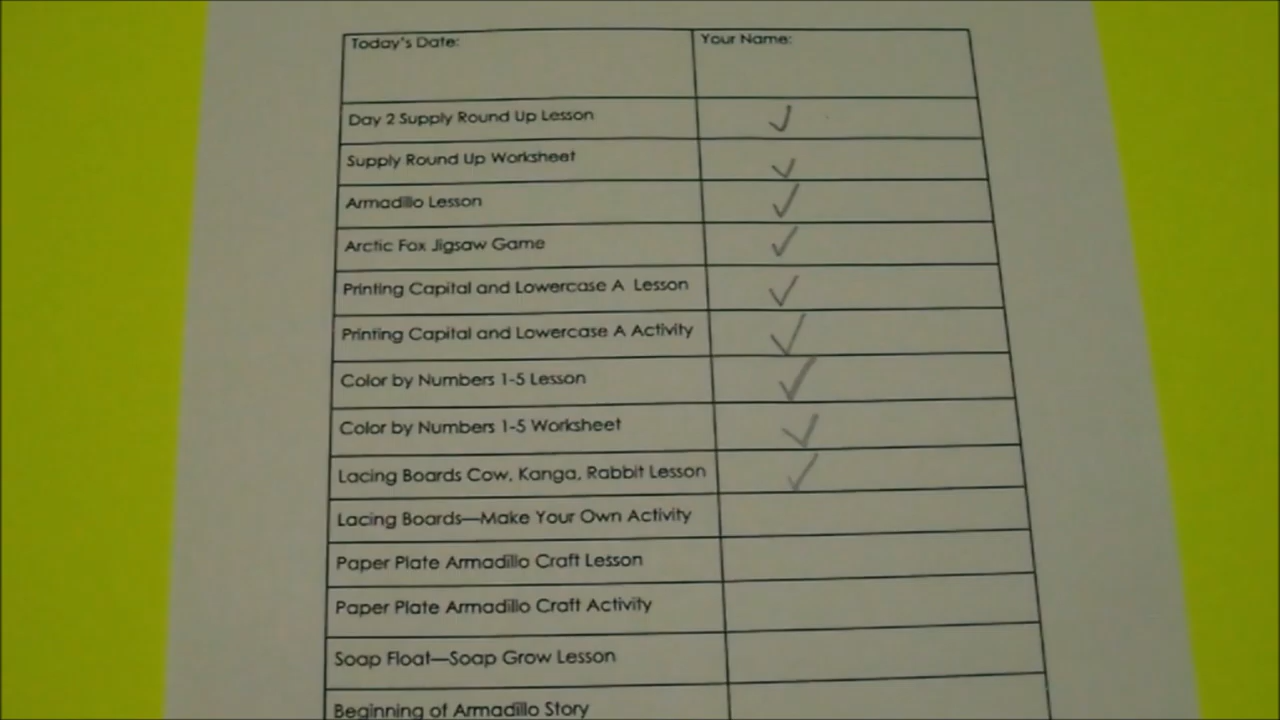 Today's Date: Your Name:
Day 2 Supply Round Up Lesson
Supply Round Up Worksheet
Armadillo Lesson
Arctic Fox Jigsaw Game
Printing Capital and Lowercase A Lesson
Printing Capital and Lowercase A Activity
Color by Numbers 1-5 Lesson
Color by Numbers 1-5 Worksheet
Lacing Boards Cow, Kanga, Rabbit Lesson
Lacing Boards—Make Your Own Activity
Paper Plate Armadillo Craft Lesson
Paper Plate Armadillo Craft Activity
Soap Float—Soap Grow Lesson
Beginning of Armadillo Story